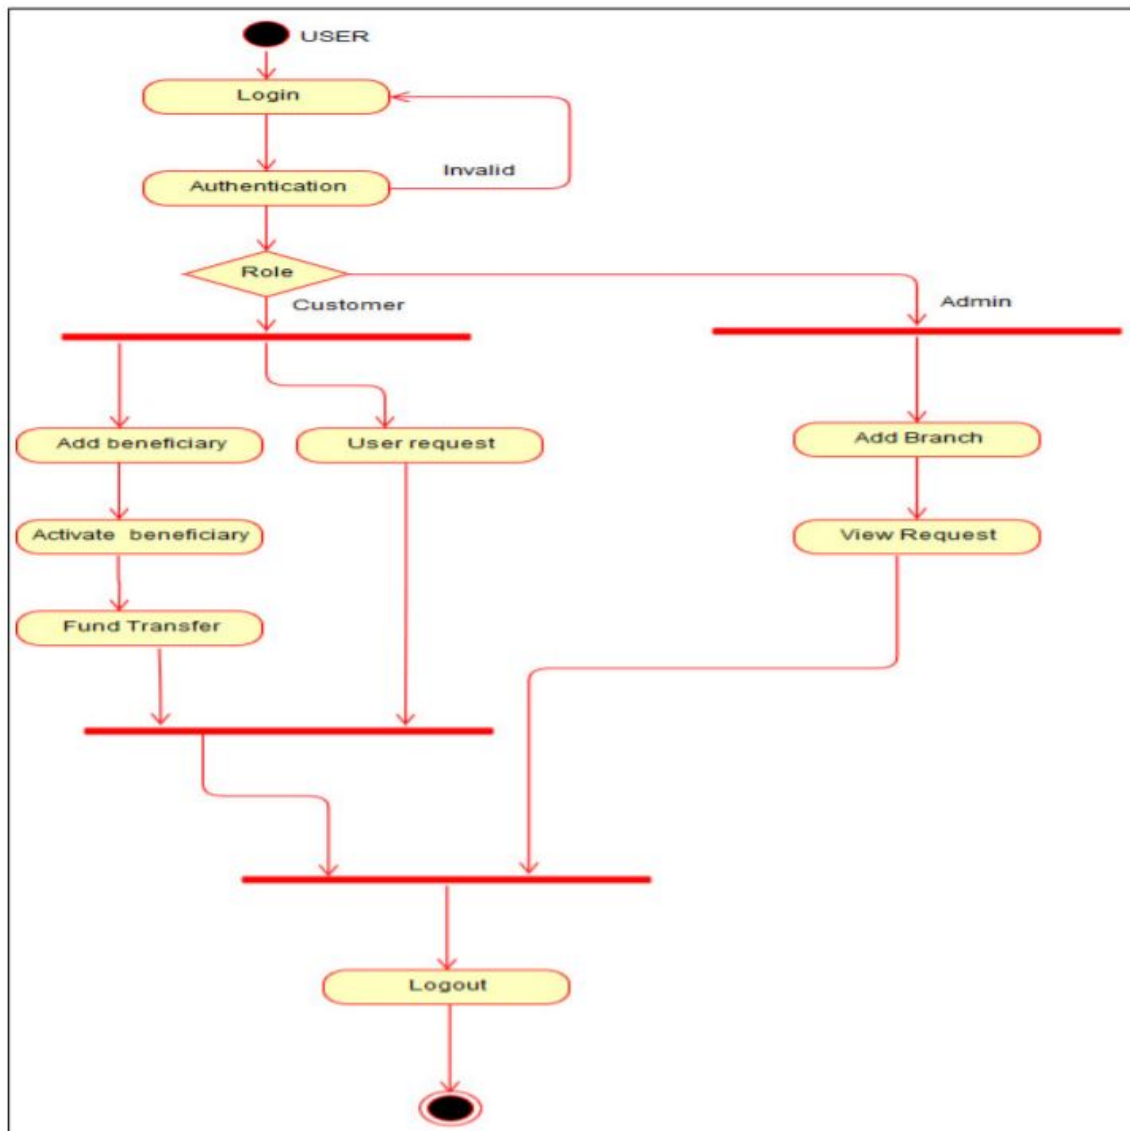 USER
Login
Invalid
Authentication
Role
Customer
Admin
Add beneficiary
User request
Add Branch
Activate beneficiary
View Request
Fund Transfer
Logout